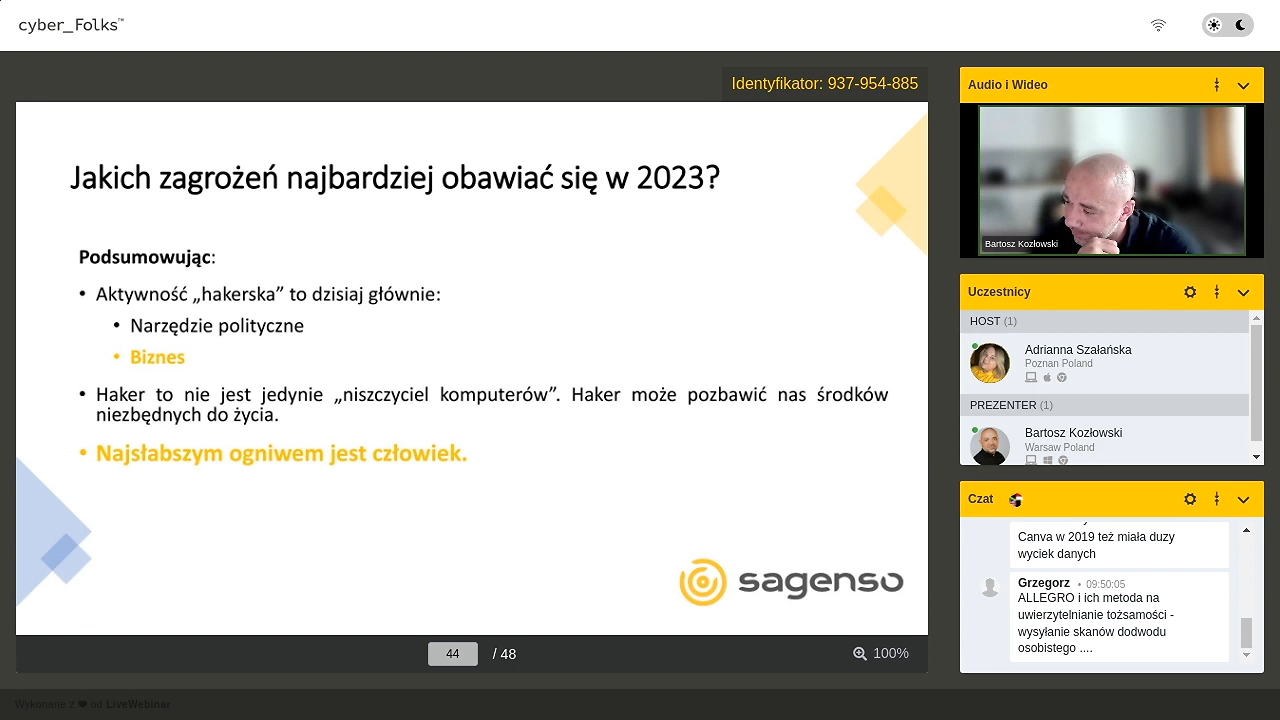 cyber_Folks™
Identyfikator: 937-954-885
Jakich zagrożeń najbardziej obawiać się w 2023?
Podsumowując:
• Aktywność „hakerska” to dzisiaj głównie:
• Narzędzie polityczne
• Biznes
• Haker to nie jest jedynie „niszczyciel komputerów”. Haker może pozbawić nas środków
niezbędnych do życia.
• Najsłabszym ogniwem jest człowiek.
sagenso
44 / 48
100%
Audio i Wideo
Bartosz Kozłowski
Uczestnicy
HOST (1)
Adrianna Szałańska
Poznan Poland
PREZENTER (1)
Bartosz Kozłowski
Warsaw Poland
Czat
Canva w 2019 też miała duzy
wyciek danych
Grzegorz • 09:50:05
ALLEGRO i ich metoda na
uwierzytelnianie tożsamości -
wysyłanie skanów dodwodu
osobistego ....
Wykonane z ❤ od LiveWebinar